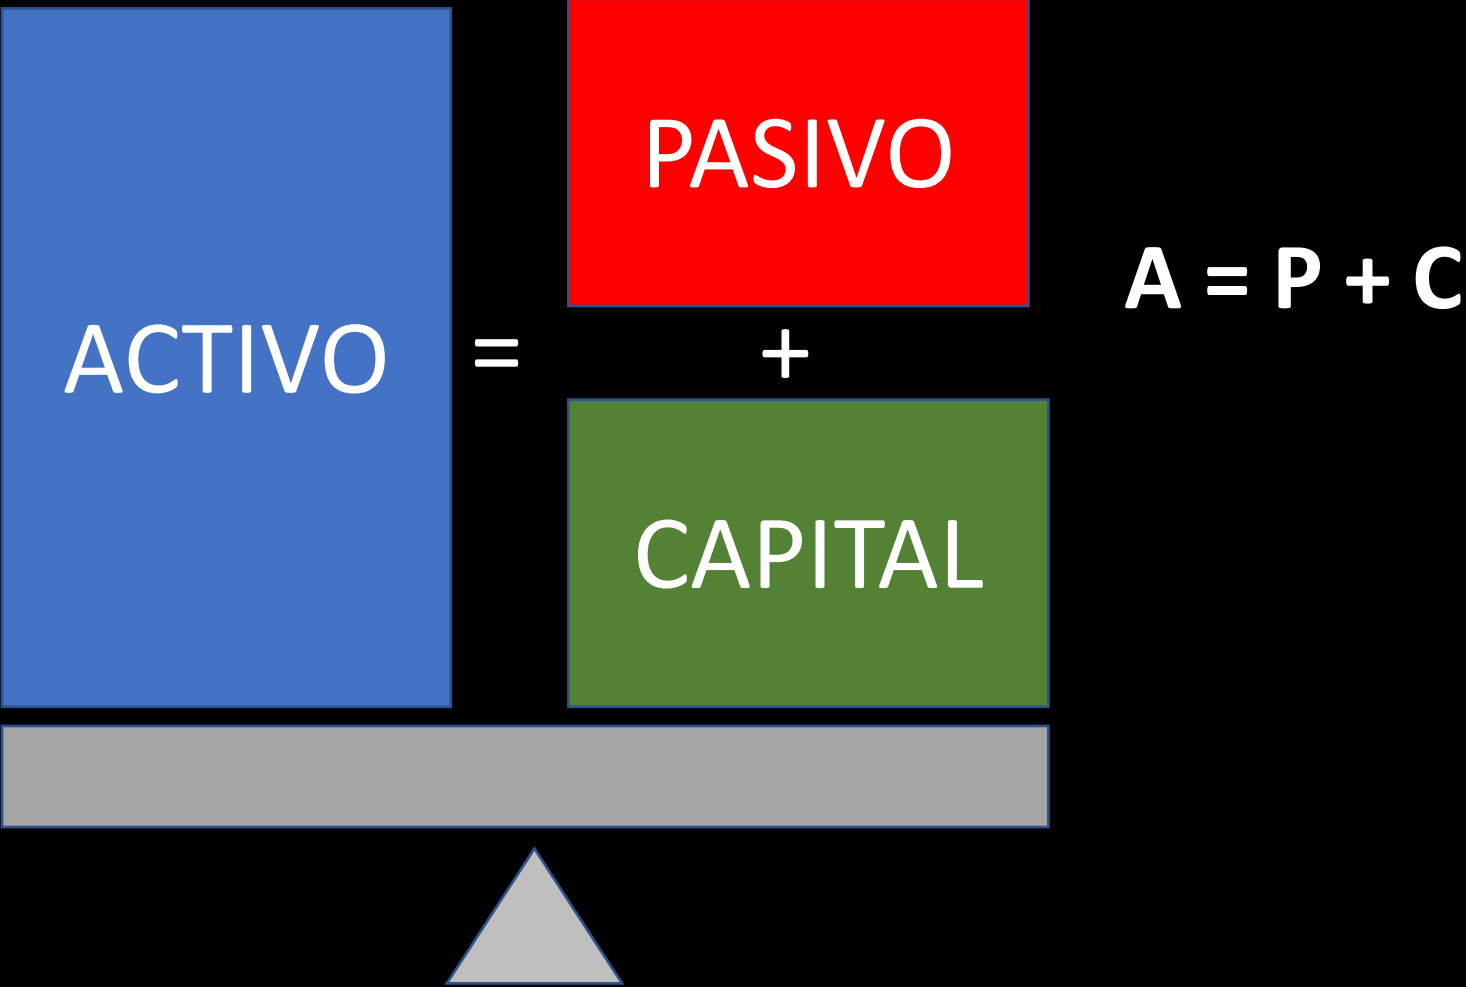 ACTIVO
=
PASIVO
+
CAPITAL
A = P + C